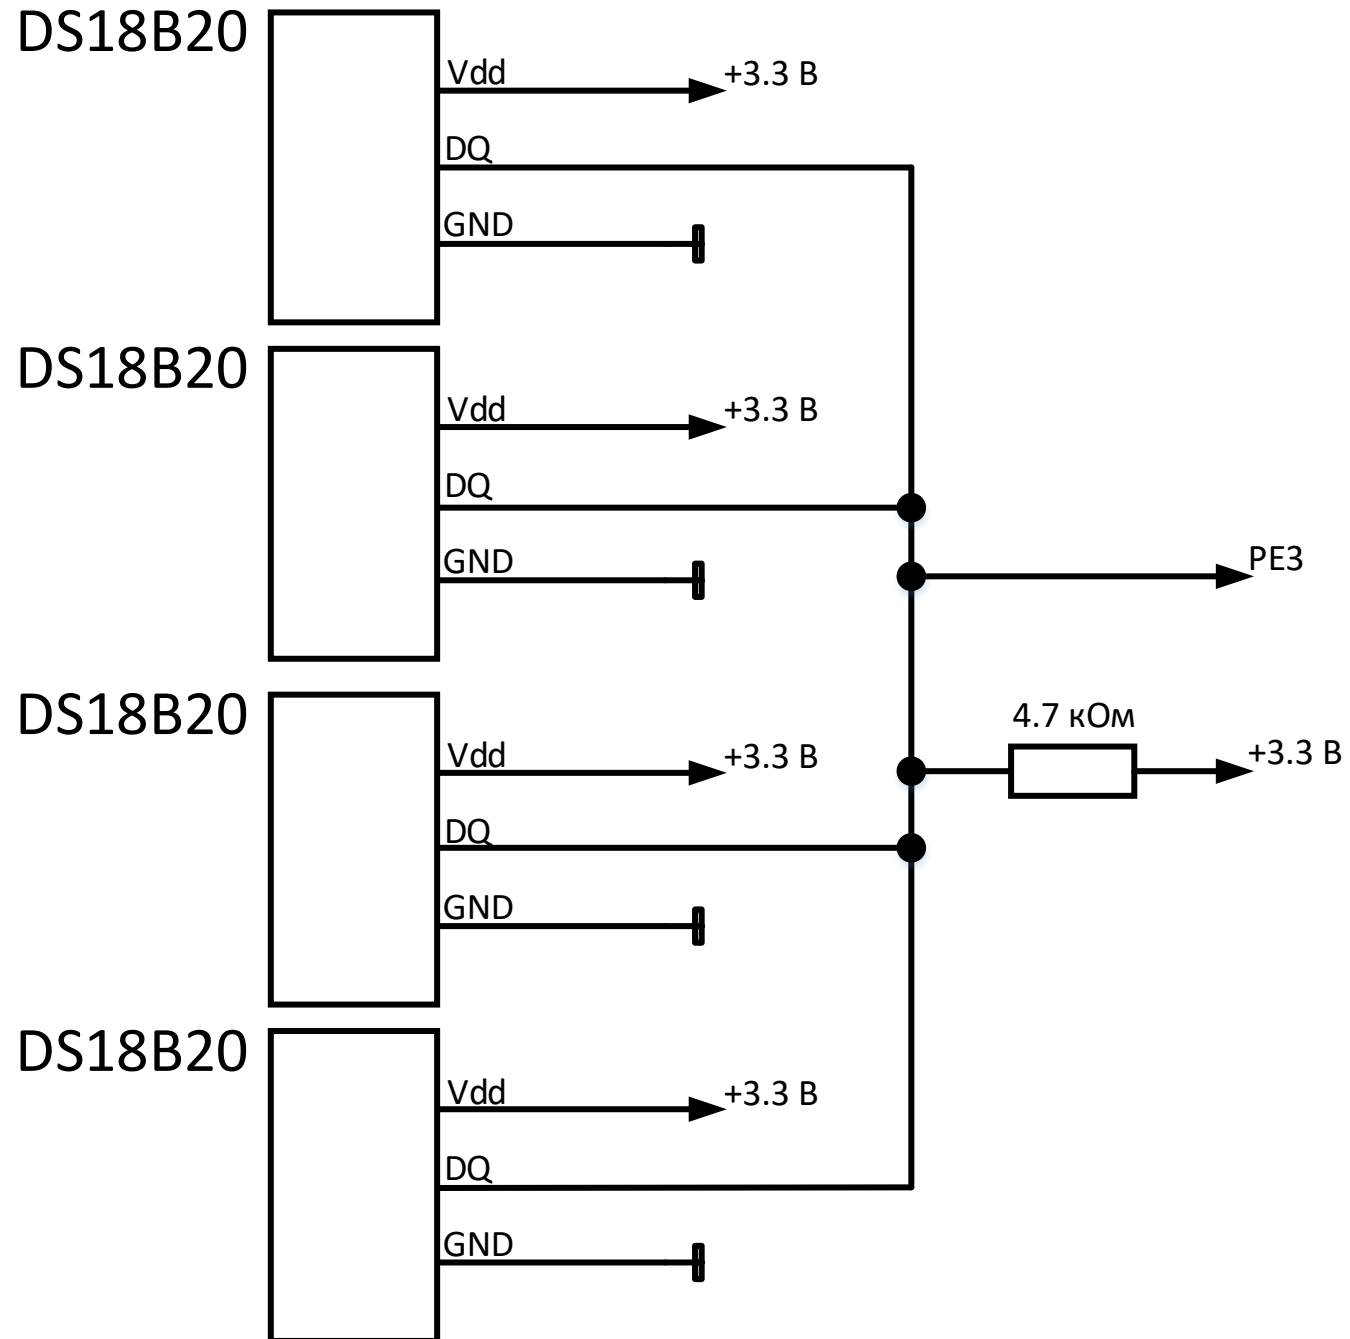 DS18B20
Vdd
+3.3 В
DQ
GND
DS18B20
Vdd
+3.3 В
DQ
GND
PE3
DS18B20
4.7 кОм
Vdd
+3.3 В
+3.3 В
DQ
GND
DS18B20
Vdd
+3.3 В
DQ
GND